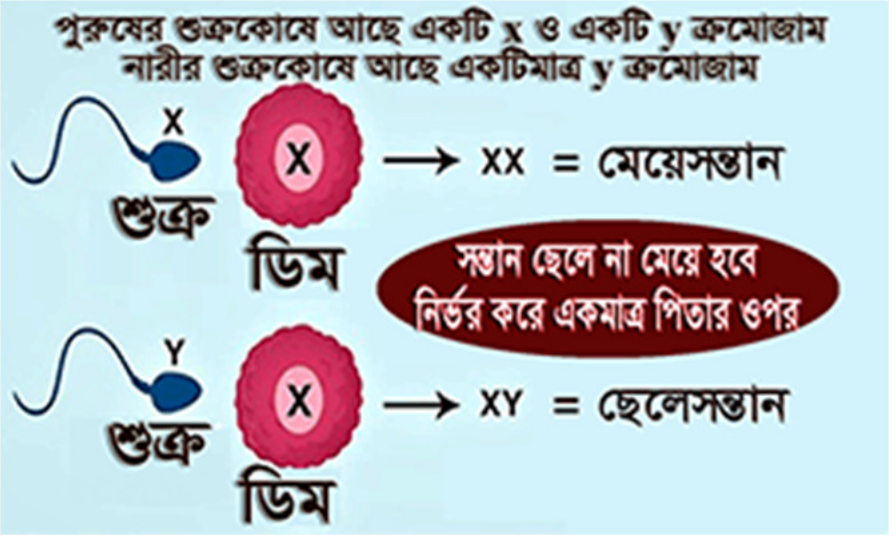 পুরুষের শুক্রকোষে আছে একটি x ও একটি y ক্রমোজাম
নারীর শুক্রকোষে আছে একটিমাত্র y ক্রমোজাম
X
X → XX = মেয়েসন্তান
শুক্র
ডিম
সন্তান ছেলে না মেয়ে হবে
নির্ভর করে একমাত্র পিতার ওপর
Y
X → XY = ছেলেসন্তান
শুক্র
ডিম